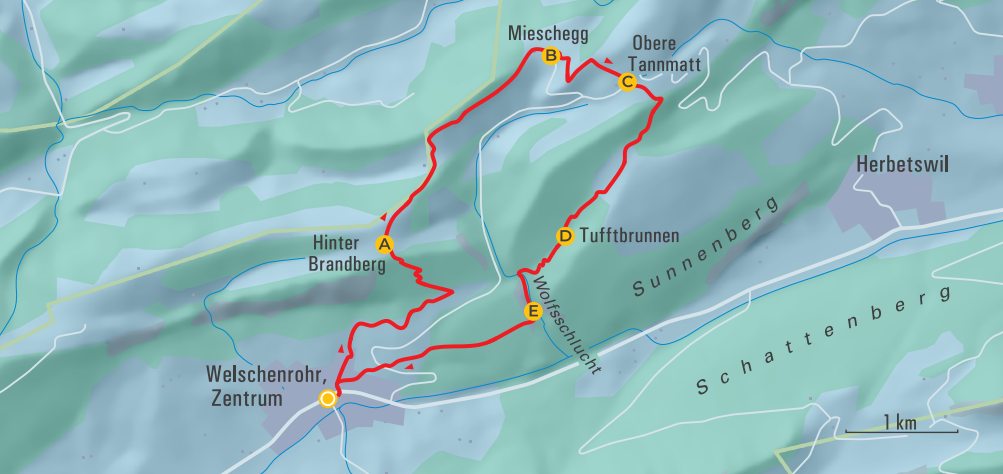 Mieschegg
B
Obere
Tannmatt
C
Herbetswil
Hinter
Brandberg
A
D
Tufftbrunnen
Sunnenberg
E
Wolfsschlucht
Schattenberg
Welschenrohr,
Zentrum
1 km